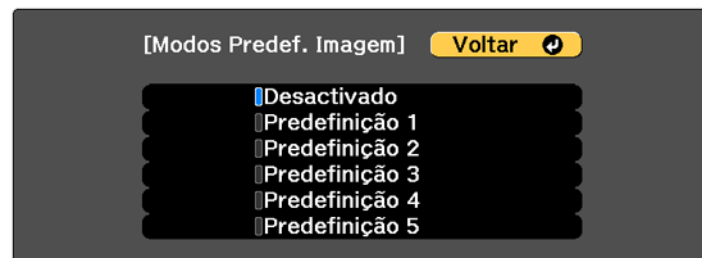 [Modos Predef. Imagem] Voltar
Desactivado
Predefinição 1
Predefinição 2
Predefinição 3
Predefinição 4
Predefinição 5